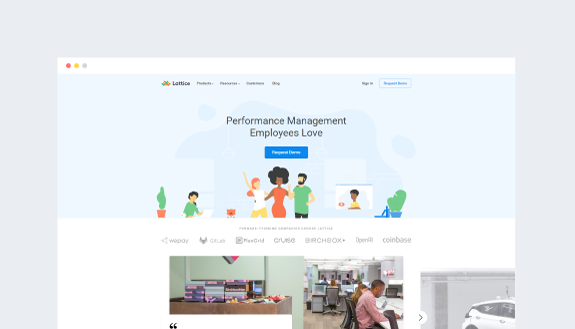 Lattice Products Resources Customers Blog Sign in Request Demo
Performance Management
Employees Love
Request Demo
FORWARD-THINKING COMPANIES CHOOSE LATTICE
wepay GitLab PlanGrid cruise BIRCHBOX+ OpenAI coinbase
“